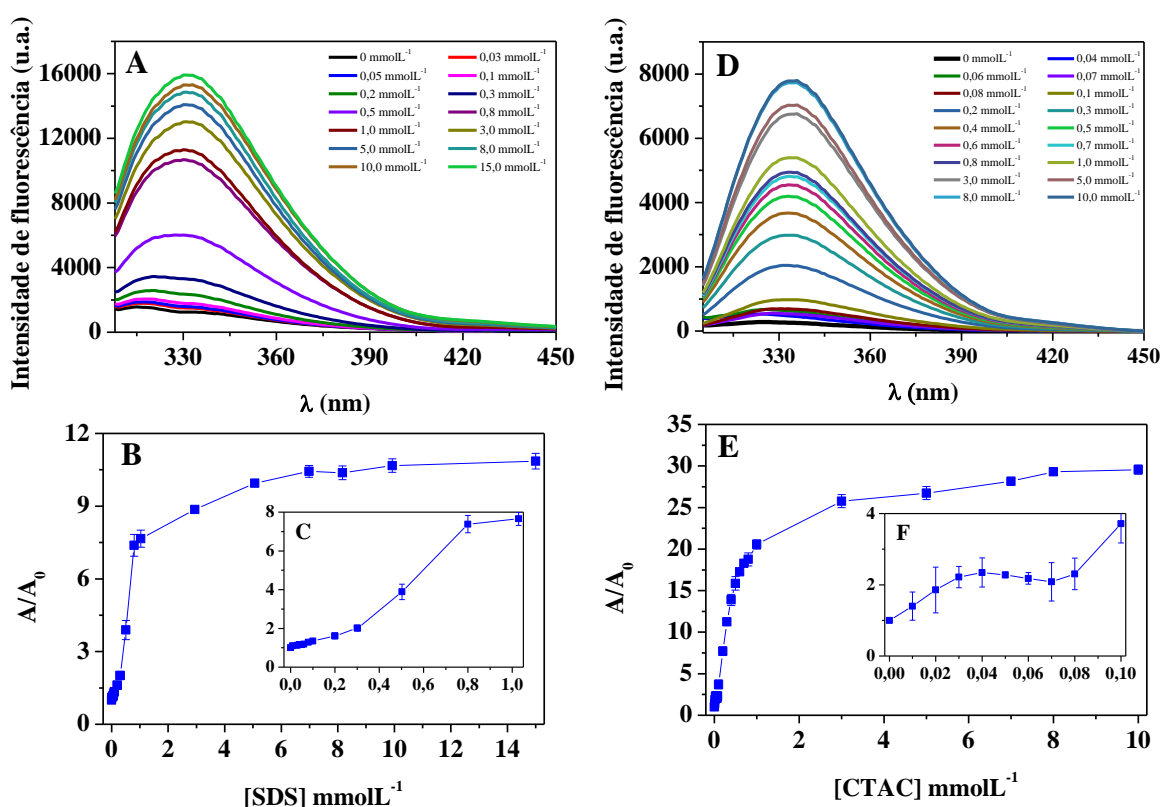 A
Intensidade de fluorescência (u.a.)
16000
12000
8000
4000
0
0 mmolL⁻¹ 0,03 mmolL⁻¹
0,05 mmolL⁻¹ 0,1 mmolL⁻¹
0,2 mmolL⁻¹ 0,3 mmolL⁻¹
0,5 mmolL⁻¹ 0,8 mmolL⁻¹
1,0 mmolL⁻¹ 3,0 mmolL⁻¹
5,0 mmolL⁻¹ 8,0 mmolL⁻¹
10,0 mmolL⁻¹ 15,0 mmolL⁻¹
330 360 390 420 450
λ (nm)
D
Intensidade de fluorescência (u.a.)
8000
6000
4000
2000
0
0 mmolL⁻¹ 0,04 mmolL⁻¹
0,06 mmolL⁻¹ 0,07 mmolL⁻¹
0,08 mmolL⁻¹ 0,1 mmolL⁻¹
0,2 mmolL⁻¹ 0,3 mmolL⁻¹
0,4 mmolL⁻¹ 0,5 mmolL⁻¹
0,6 mmolL⁻¹ 0,7 mmolL⁻¹
0,8 mmolL⁻¹ 1,0 mmolL⁻¹
3,0 mmolL⁻¹ 5,0 mmolL⁻¹
8,0 mmolL⁻¹ 10,0 mmolL⁻¹
330 360 390 420 450
λ (nm)
B
A/A₀
12
9
6
3
0
0 2 4 6 8 10 12 14
[SDS] mmolL⁻¹
C
8
6
4
2
0
0,0 0,2 0,4 0,6 0,8 1,0
E
A/A₀
35
30
25
20
15
10
5
0
0 2 4 6 8 10
[CTAC] mmolL⁻¹
F
4
2
0
0,00 0,02 0,04 0,06 0,08 0,10